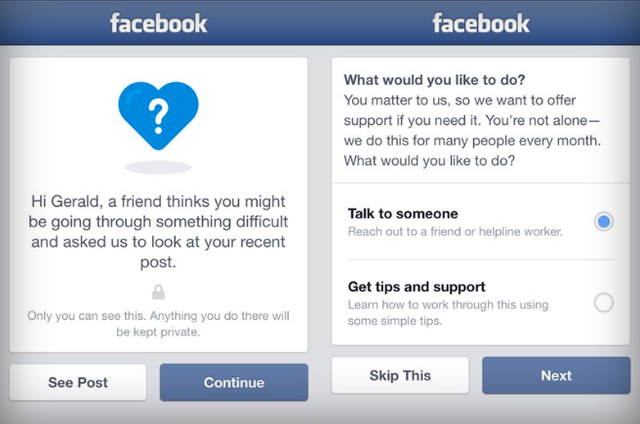 facebook
?
Hi Gerald, a friend thinks you might
be going through something difficult
and asked us to look at your recent
post.
Only you can see this. Anything you do there will
be kept private.
See Post
Continue
facebook
What would you like to do?
You matter to us, so we want to offer
support if you need it. You're not alone—
we do this for many people every month.
What would you like to do?
Talk to someone
Reach out to a friend or helpline worker.
Get tips and support
Learn how to work through this using
some simple tips.
Skip This
Next